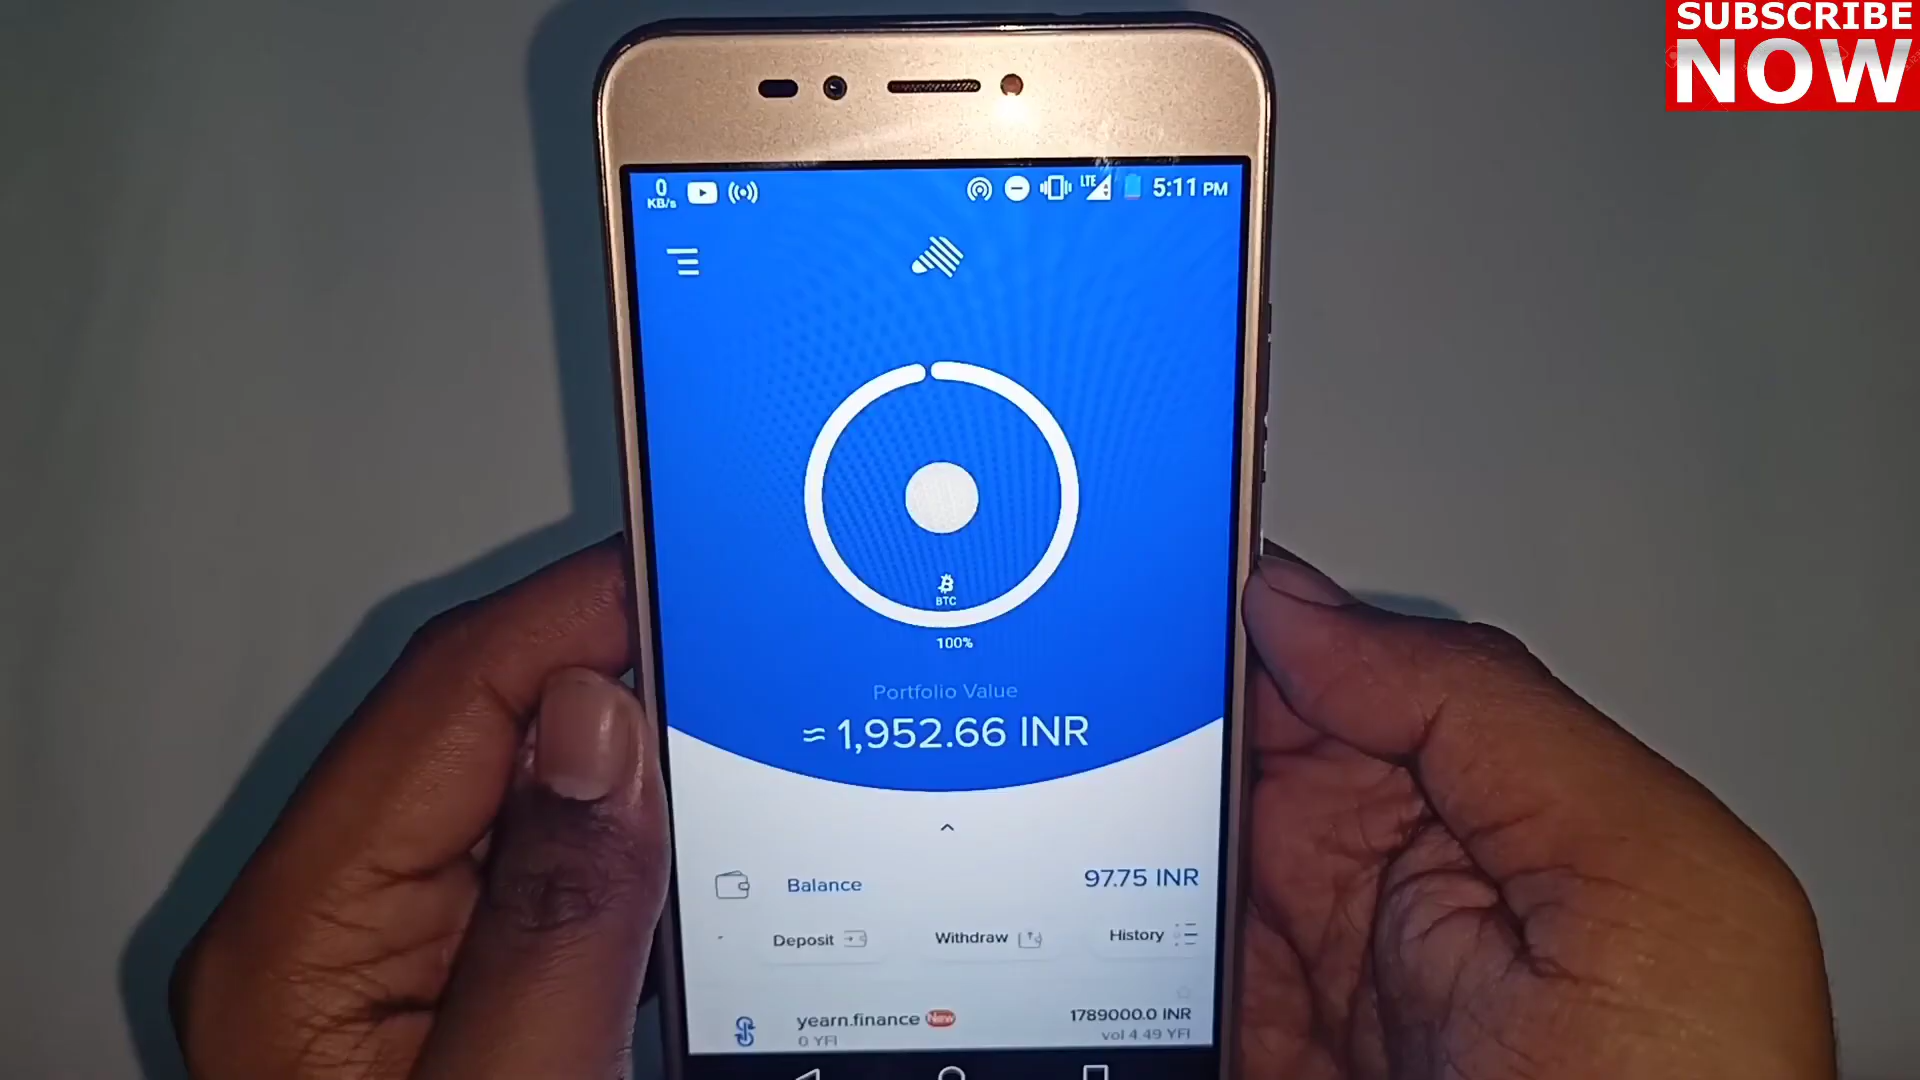 SUBSCRIBE
NOW
0
KB/s
LTE
5:11 PM
BTC
100%
Portfolio Value
≈ 1,952.66 INR
Balance
97.75 INR
Deposit
Withdraw
History
yearn.finance New
1789000.0 INR
0 YFI
vol 4.49 YFI